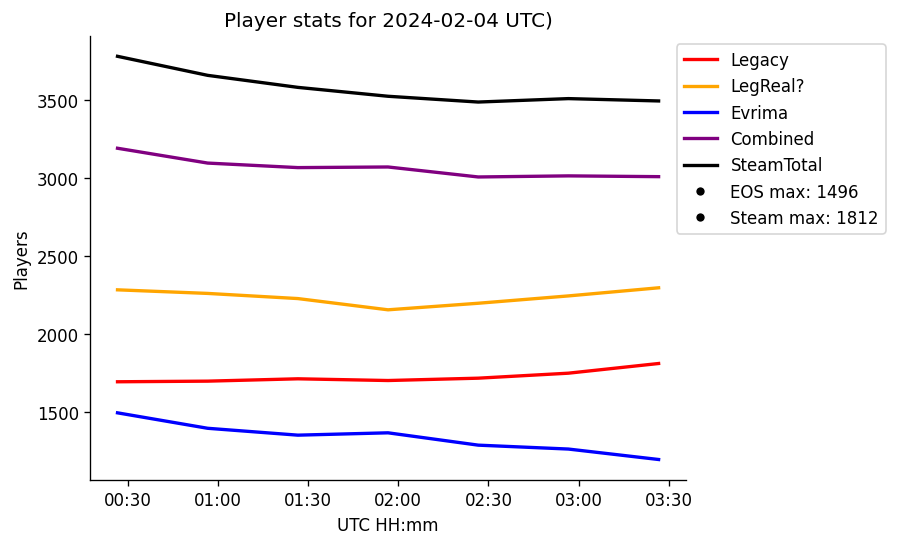 Player stats for 2024-02-04 UTC)
Legacy
LegReal?
Evrima
Combined
SteamTotal
EOS max: 1496
Steam max: 1812
Players
3500
3000
2500
2000
1500
00:30 01:00 01:30 02:00 02:30 03:00 03:30
UTC HH:mm